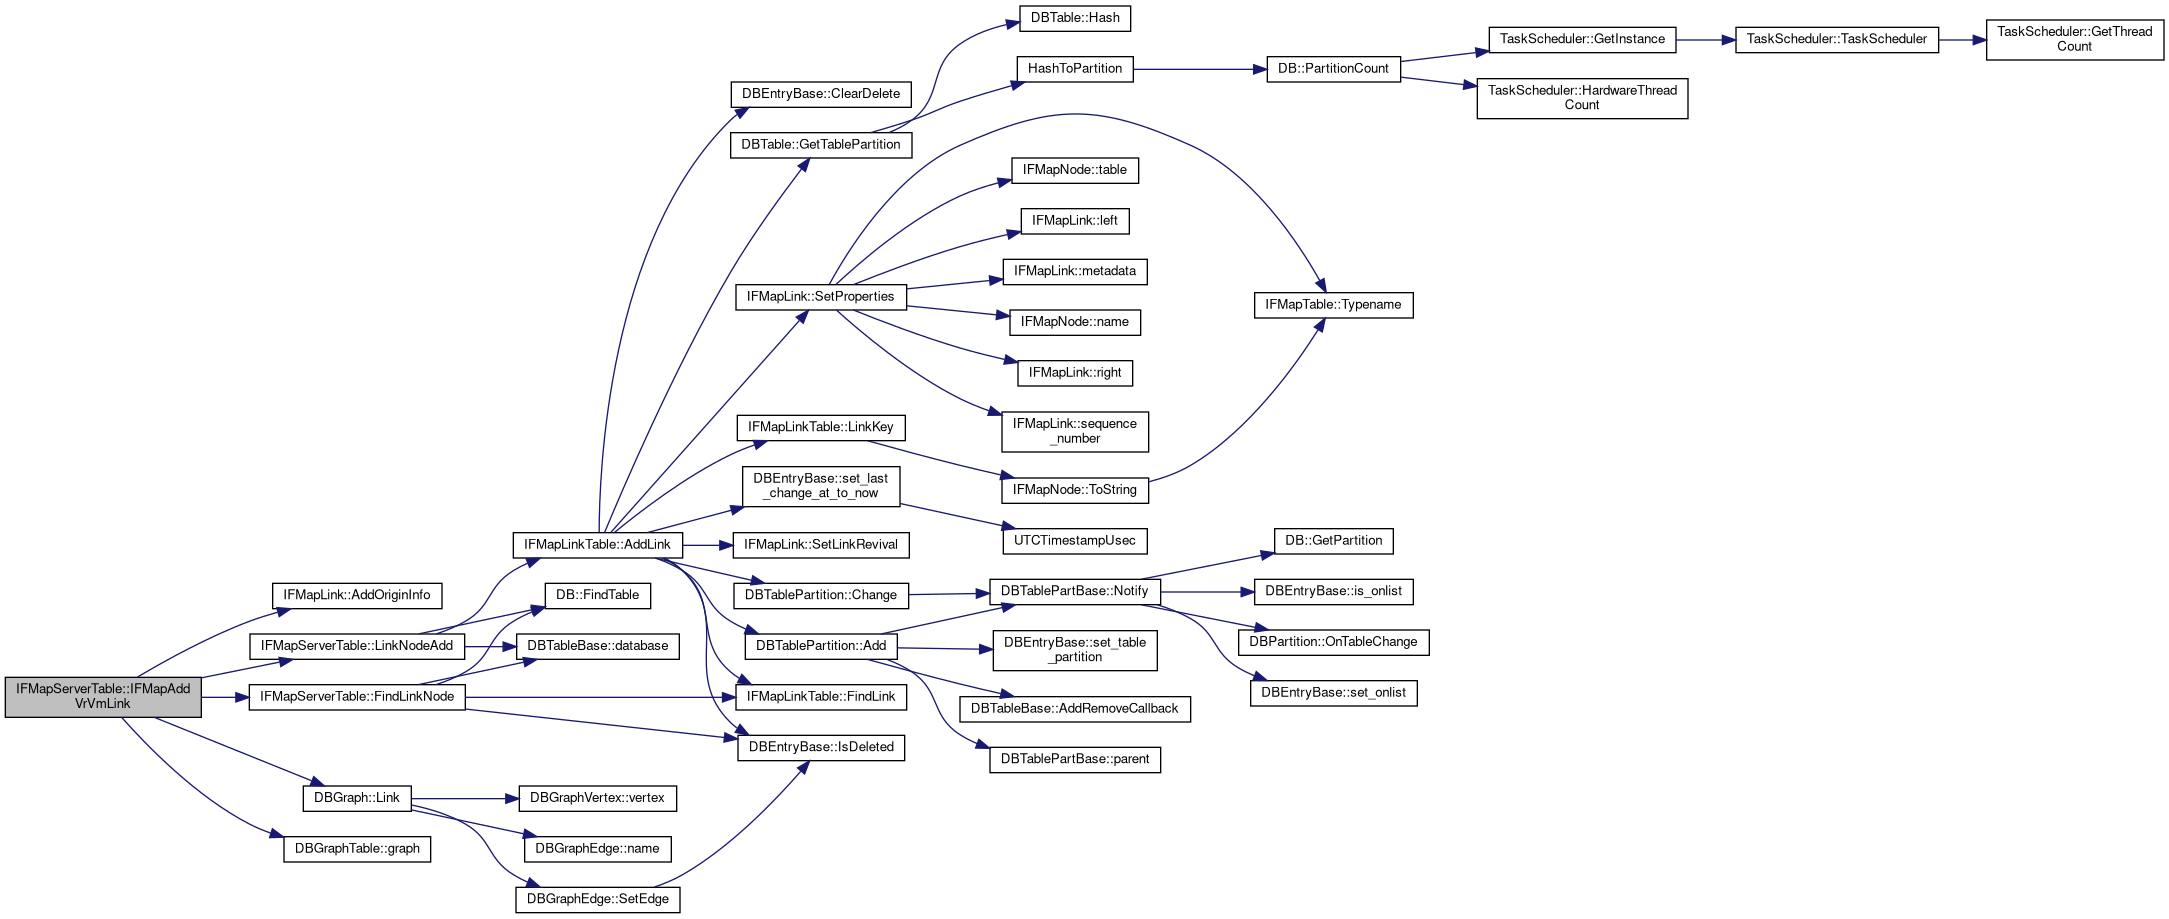 IFMapServerTable::IFMapAdd
VrVmLink
IFMapLink::AddOriginInfo
IFMapServerTable::LinkNodeAdd
IFMapServerTable::FindLinkNode
DBGraph::Link
DBGraphTable::graph
IFMapLinkTable::AddLink
DB::FindTable
DBTableBase::database
DBGraphVertex::vertex
DBGraphEdge::name
DBGraphEdge::SetEdge
DBEntryBase::ClearDelete
DBTable::GetTablePartition
IFMapLink::SetProperties
IFMapLinkTable::LinkKey
DBEntryBase::set_last
_change_at_to_now
IFMapLink::SetLinkRevival
DBTablePartition::Change
DBTablePartition::Add
IFMapLinkTable::FindLink
DBEntryBase::IsDeleted
DBTable::Hash
HashToPartition
IFMapNode::table
IFMapLink::left
IFMapLink::metadata
IFMapNode::name
IFMapLink::right
IFMapLink::sequence
_number
IFMapNode::ToString
UTCTimestampUsec
DBTablePartBase::Notify
DBEntryBase::set_table
_partition
DBTableBase::AddRemoveCallback
DBTablePartBase::parent
DB::PartitionCount
IFMapTable::Typename
DB::GetPartition
DBEntryBase::is_onlist
DBPartition::OnTableChange
DBEntryBase::set_onlist
TaskScheduler::GetInstance
TaskScheduler::HardwareThread
Count
TaskScheduler::TaskScheduler
TaskScheduler::GetThread
Count